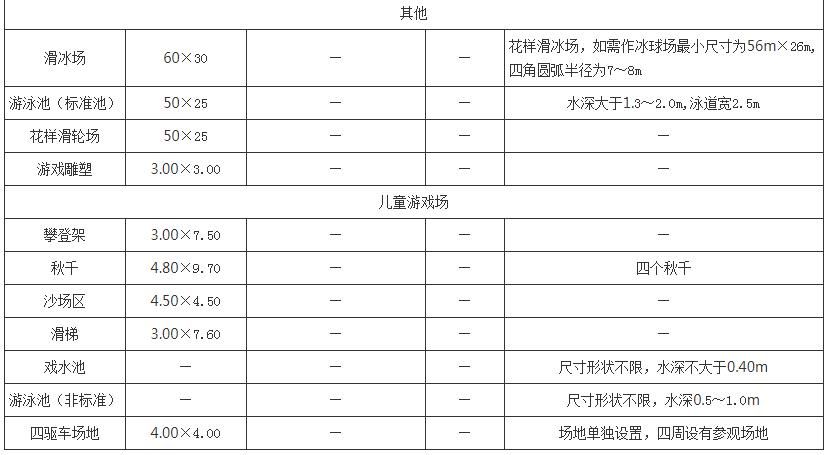 其他
滑冰场 60×30 — — 花样滑冰场，如需作冰球场最小尺寸为56m×26m,
四角圆弧半径为7～8m
游泳池（标准池） 50×25 — — 水深大于1.3～2.0m,泳道宽2.5m
花样滑轮场 50×25 — — —
游戏雕塑 3.00×3.00 — — —
儿童游戏场
攀登架 3.00×7.50 — — —
秋千 4.80×9.70 — — 四个秋千
沙场区 4.50×4.50 — — —
滑梯 3.00×7.60 — — —
戏水池 — — — 尺寸形状不限，水深不大于0.40m
游泳池（非标准） — — — 尺寸形状不限，水深0.5～1.0m
四驱车场地 4.00×4.00 — — 场地单独设置，四周设有参观场地